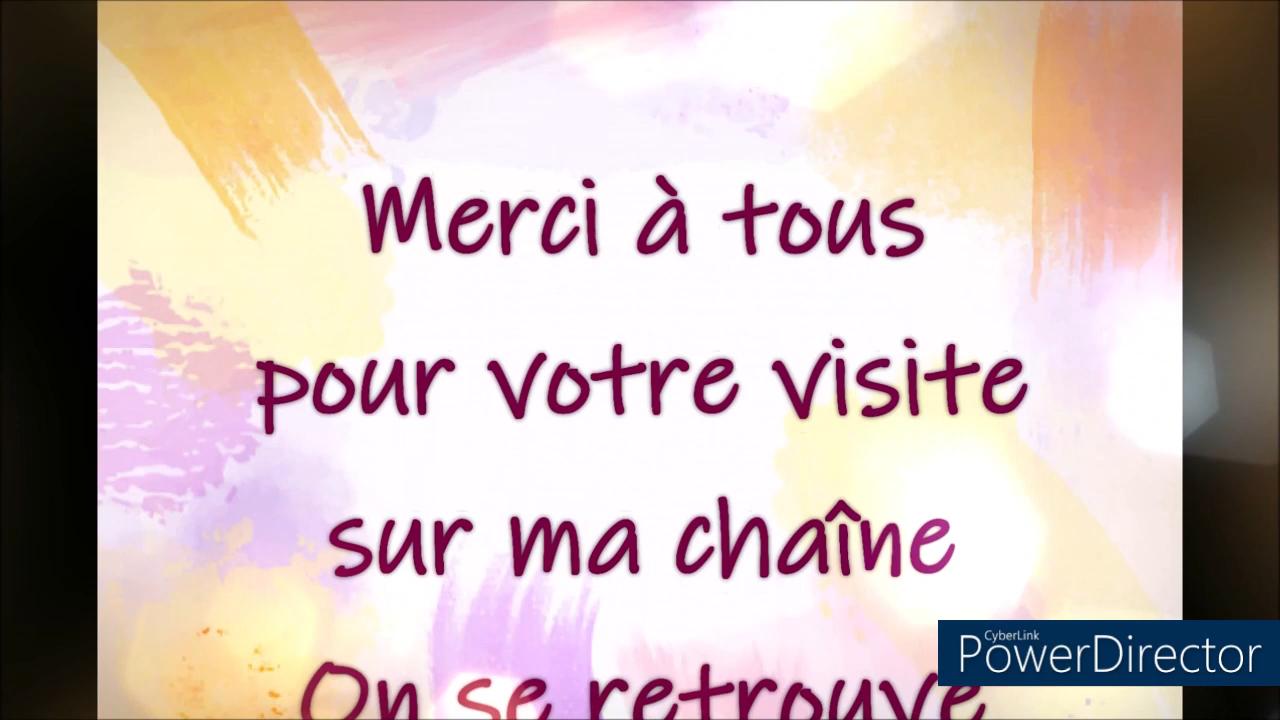 Merci à tous
pour votre visite
sur ma chaîne
On se retrouve
CyberLink
PowerDirector